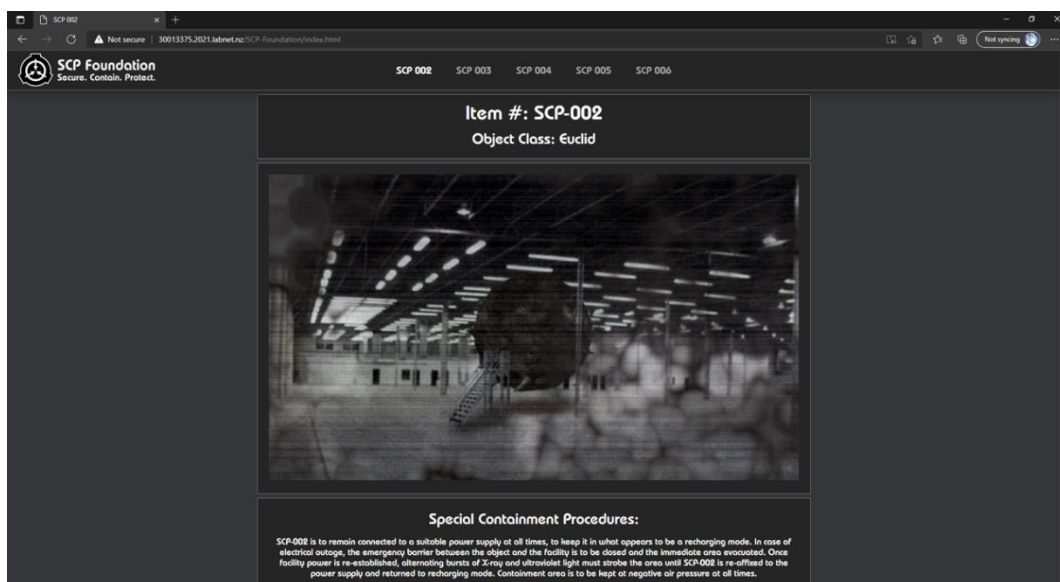 SCP 002
Not secure | 30013375.2021.labnet.nz/SCP-Foundation/index.html
Not syncing
SCP Foundation
Secure. Contain. Protect.
SCP 002 SCP 003 SCP 004 SCP 005 SCP 006
Item #: SCP-002
Object Class: Euclid
Special Containment Procedures:
SCP-002 is to remain connected to a suitable power supply at all times, to keep it in what appears to be a recharging mode. In case of
electrical outage, the emergency barrier between the object and the facility is to be closed and the immediate area evacuated. Once
facility power is re-established, alternating bursts of X-ray and ultraviolet light must strobe the area until SCP-002 is re-affixed to the
power supply and returned to recharging mode. Containment area is to be kept at negative air pressure at all times.